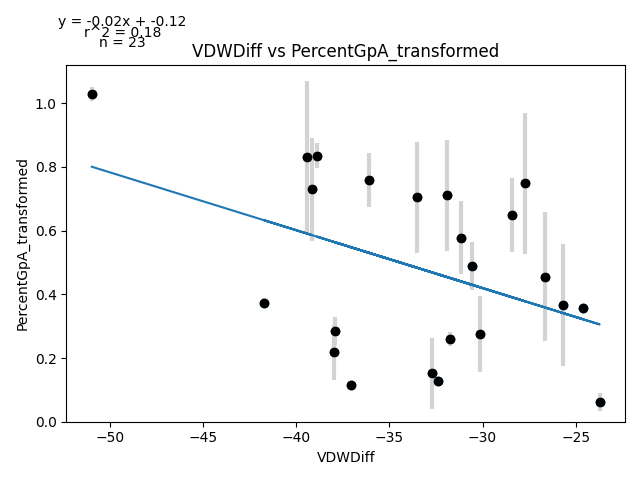 y = -0.02x + -0.12
r^2 = 0.18
n = 23
VDWDiff vs PercentGpA_transformed
PercentGpA_transformed
1.0
0.8
0.6
0.4
0.2
0.0
−50
−45
−40
−35
−30
−25
VDWDiff